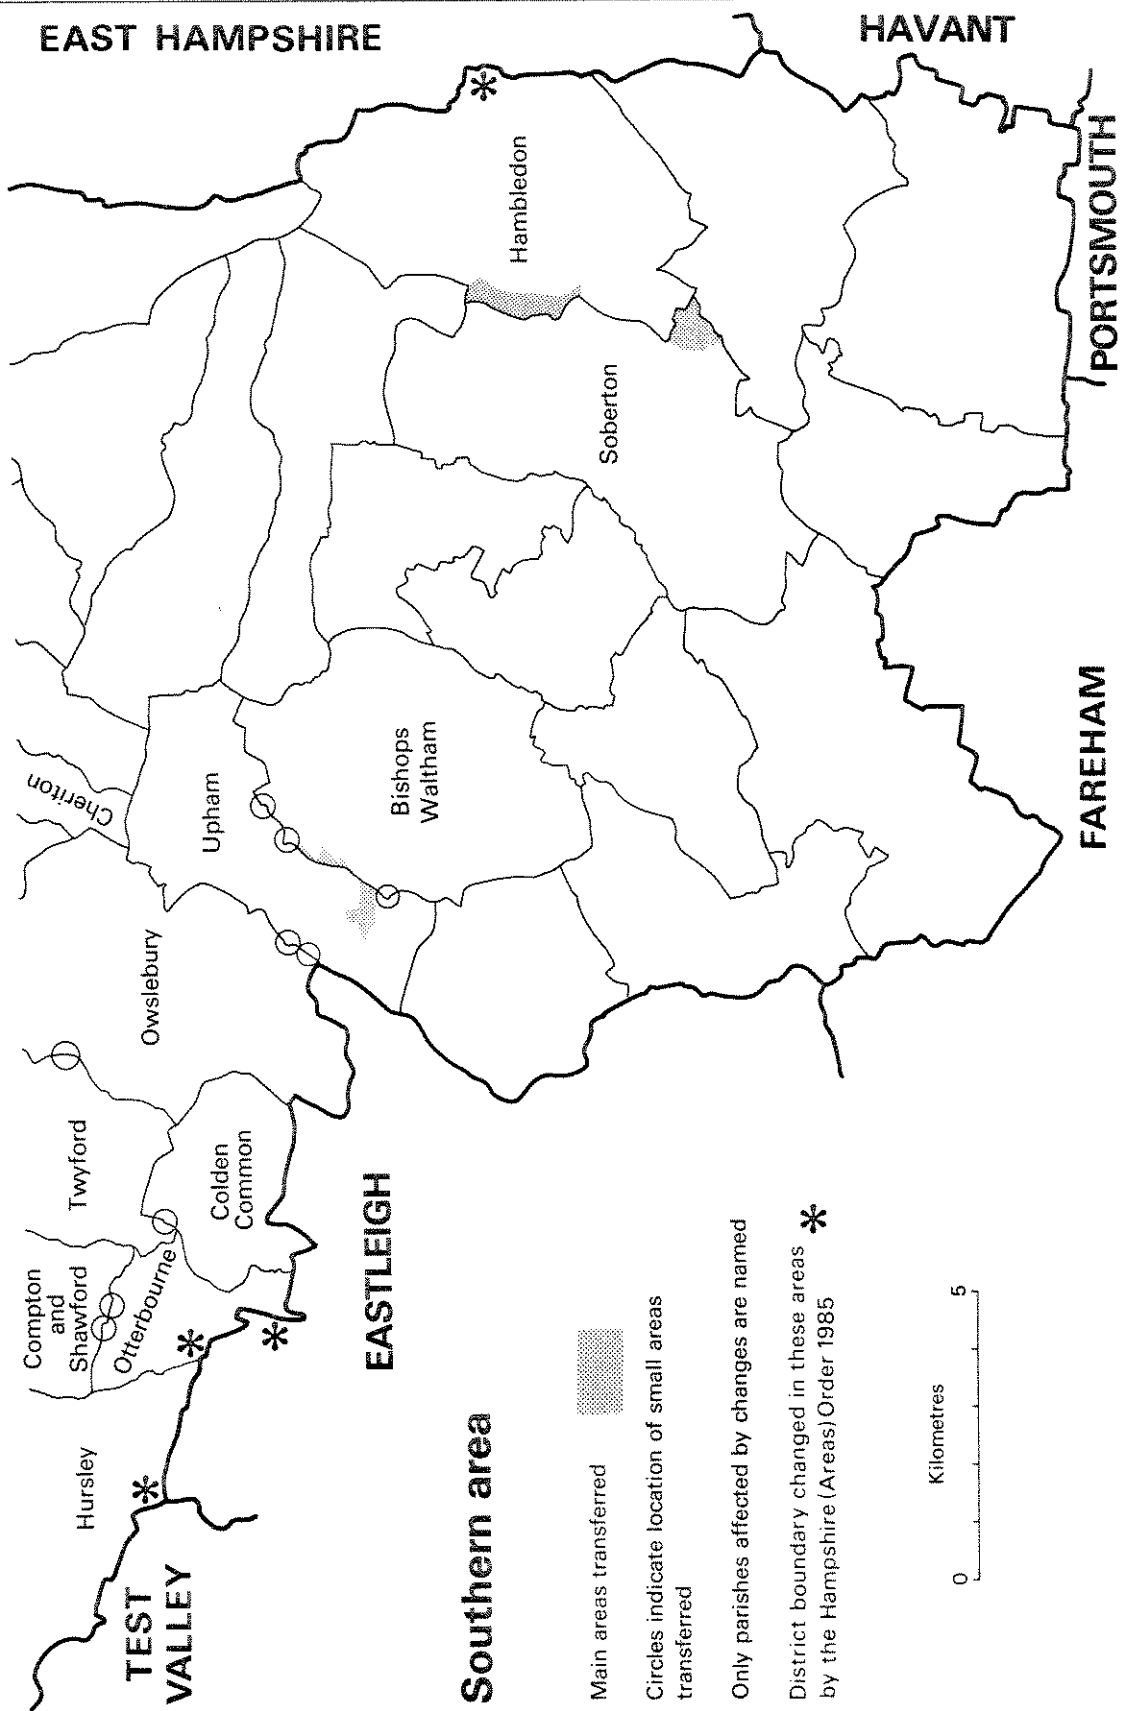 EAST HAMPSHIRE
HAVANT
PORTSMOUTH
FAREHAM
EASTLEIGH
TEST
VALLEY
Hambledon
Soberton
Cheriton
Upham
Bishops
Waltham
Owslebury
Twyford
Colden
Common
Compton
and
Shawford
Otterbourne
Hursley
Southern area
Main areas transferred
Circles indicate location of small areas
transferred
Only parishes affected by changes are named
District boundary changed in these areas *
by the Hampshire (Areas) Order 1985
Kilometres
0 5